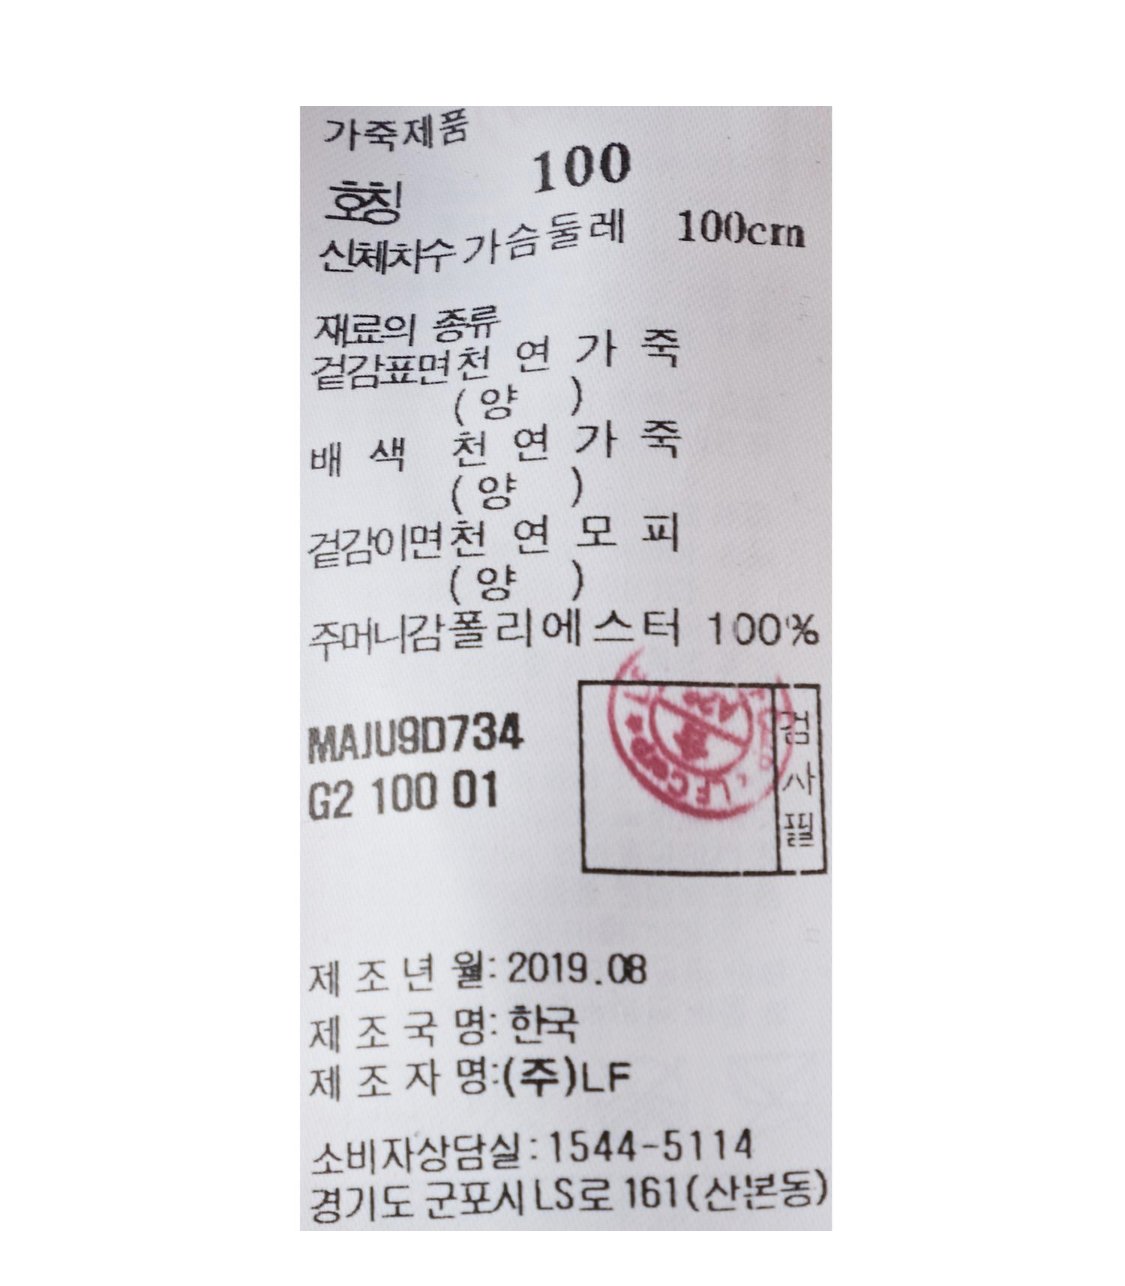 가죽제품
호칭 100
신체치수 가슴둘레 100cm
재료의 종류
겉감표면 천 연 가 죽
(양 )
배 색 천 연 가 죽
(양 )
겉감이면 천 연 모 피
(양 )
주머니감 폴리에스터 100%
MAJU9D734
G2 100 01
검사필
LF Corp
제 조 년 월: 2019.08
제 조 국 명: 한국
제 조 자 명:(주)LF
소비자상담실:1544-5114
경기도 군포시 LS로 161(산본동)